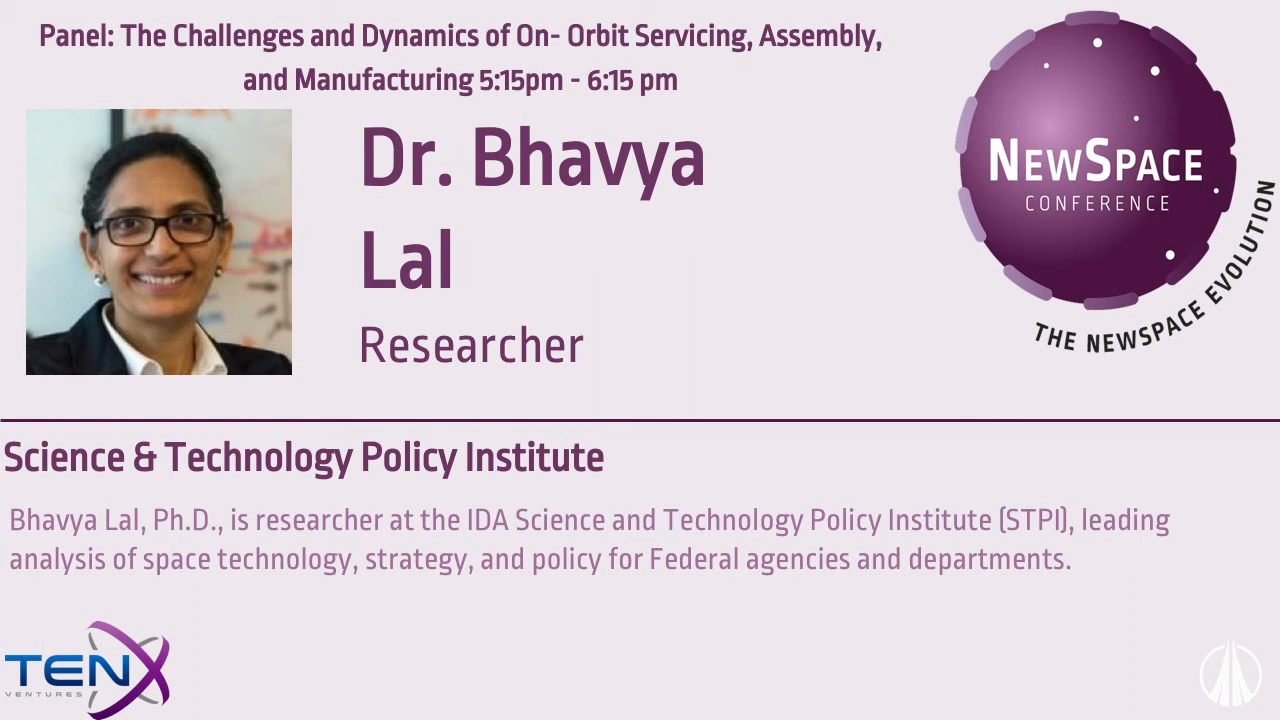 Panel: The Challenges and Dynamics of On- Orbit Servicing, Assembly,
and Manufacturing 5:15pm - 6:15 pm
Dr. Bhavya
Lal
Researcher
NEWSPACE
CONFERENCE
THE NEWSPACE EVOLUTION
Science & Technology Policy Institute
Bhavya Lal, Ph.D., is researcher at the IDA Science and Technology Policy Institute (STPI), leading
analysis of space technology, strategy, and policy for Federal agencies and departments.
TENX
VENTURES